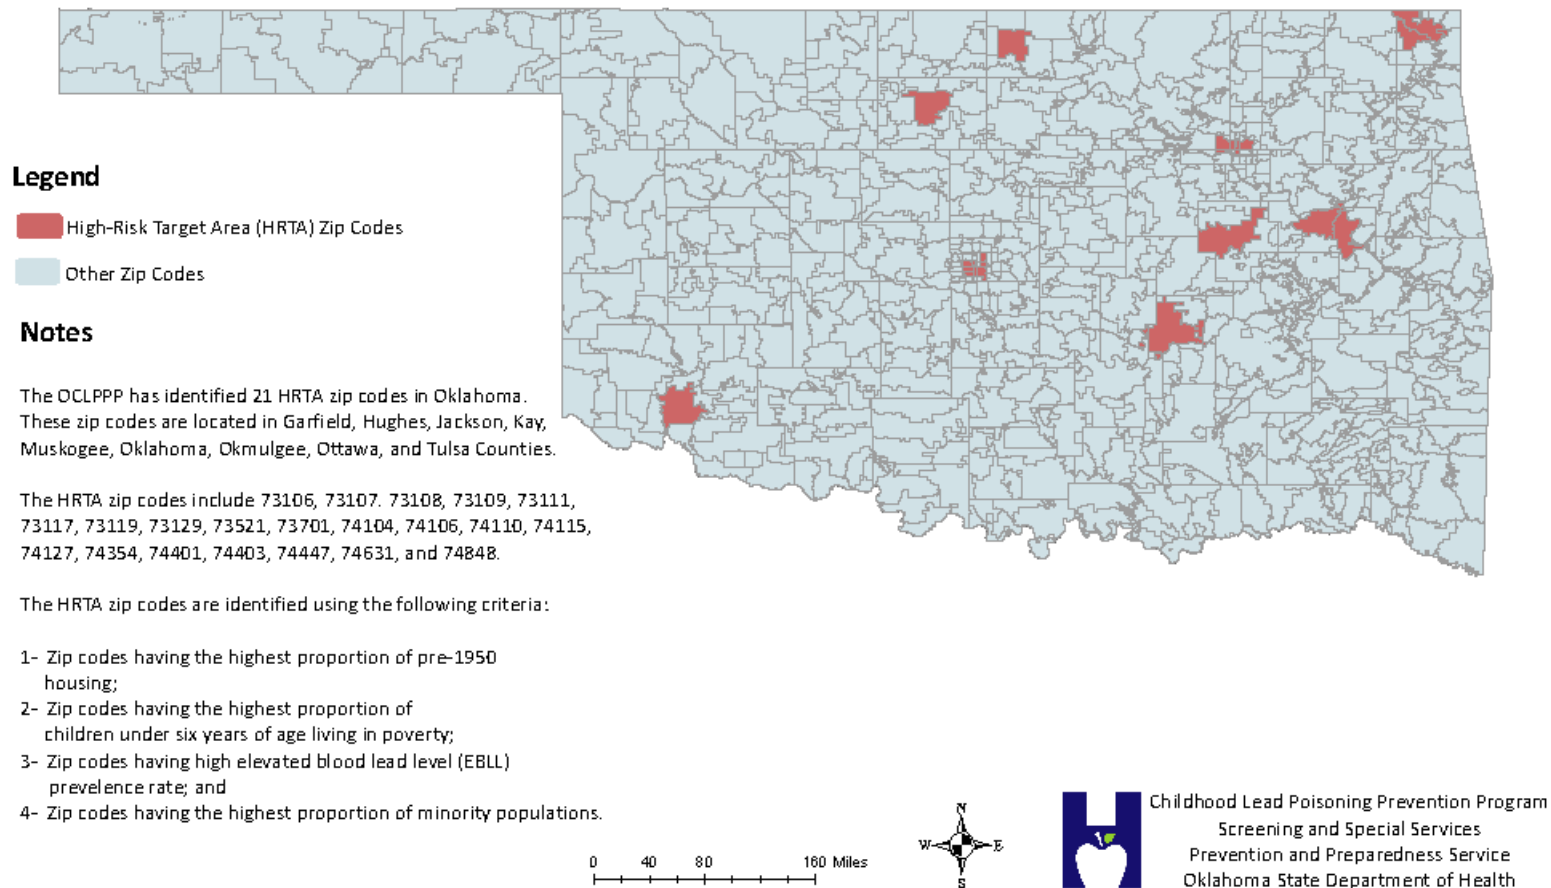 Legend
High-Risk Target Area (HRTA) Zip Codes
Other Zip Codes
Notes
The OCLPPP has identified 21 HRTA zip codes in Oklahoma.
These zip codes are located in Garfield, Hughes, Jackson, Kay,
Muskogee, Oklahoma, Okmulgee, Ottawa, and Tulsa Counties.
The HRTA zip codes include 73106, 73107. 73108, 73109, 73111,
73117, 73119, 73129, 73521, 73701, 74104, 74106, 74110, 74115,
74127, 74354, 74401, 74403, 74447, 74631, and 74848.
The HRTA zip codes are identified using the following criteria:
1- Zip codes having the highest proportion of pre-1950
housing;
2- Zip codes having the highest proportion of
children under six years of age living in poverty;
3- Zip codes having high elevated blood lead level (EBLL)
prevelence rate; and
4- Zip codes having the highest proportion of minority populations.
0 40 80 160 Miles
N
W E
S
Childhood Lead Poisoning Prevention Program
Screening and Special Services
Prevention and Preparedness Service
Oklahoma State Department of Health